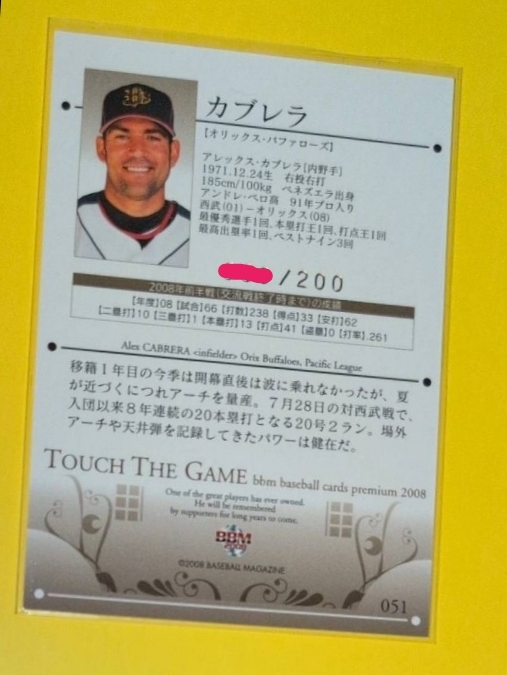 カブレラ
[オリックス・バファローズ]
アレックス・カブレラ[内野手]
1971.12.24生 右投右打
185cm/100kg ベネズエラ出身
アンドレ・ベロ高 91年プロ入り
西武(01)−オリックス(08)
最優秀選手1回、本塁打王1回、打点王1回
最高出塁率1回、ベストナイン3回
/200
2008年前半戦(交流戦終了時まで)の成績
[年度]08 [試合]66 [打数]238 [得点]33 [安打]62
[二塁打]10 [三塁打]1 [本塁打]13 [打点]41 [盗塁]0 [打率].261
Alex CABRERA <infielder> Orix Buffaloes, Pacific League
移籍1年目の今季は開幕直後は波に乗れなかったが、夏
が近づくにつれアーチを量産。7月28日の対西武戦で、
入団以来8年連続の20本塁打となる20号2ラン。場外
アーチや天井弾を記録してきたパワーは健在だ。
TOUCH THE GAME bbm baseball cards premium 2008
One of the great players has ever owned.
He will be remembered
by supporters for long years to come.
BBM
2008
©2008 BASEBALL MAGAZINE
051